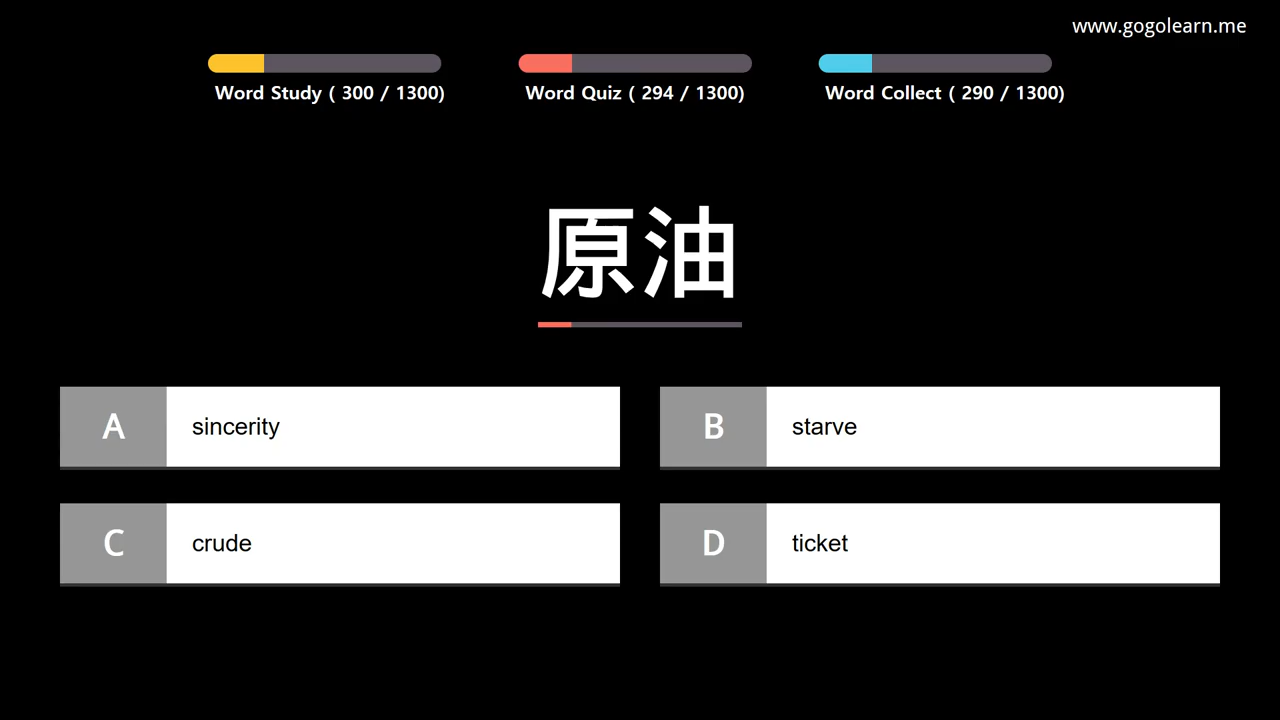 www.gogolearn.me
Word Study ( 300 / 1300)
Word Quiz ( 294 / 1300)
Word Collect ( 290 / 1300)
原油
A sincerity
B starve
C crude
D ticket